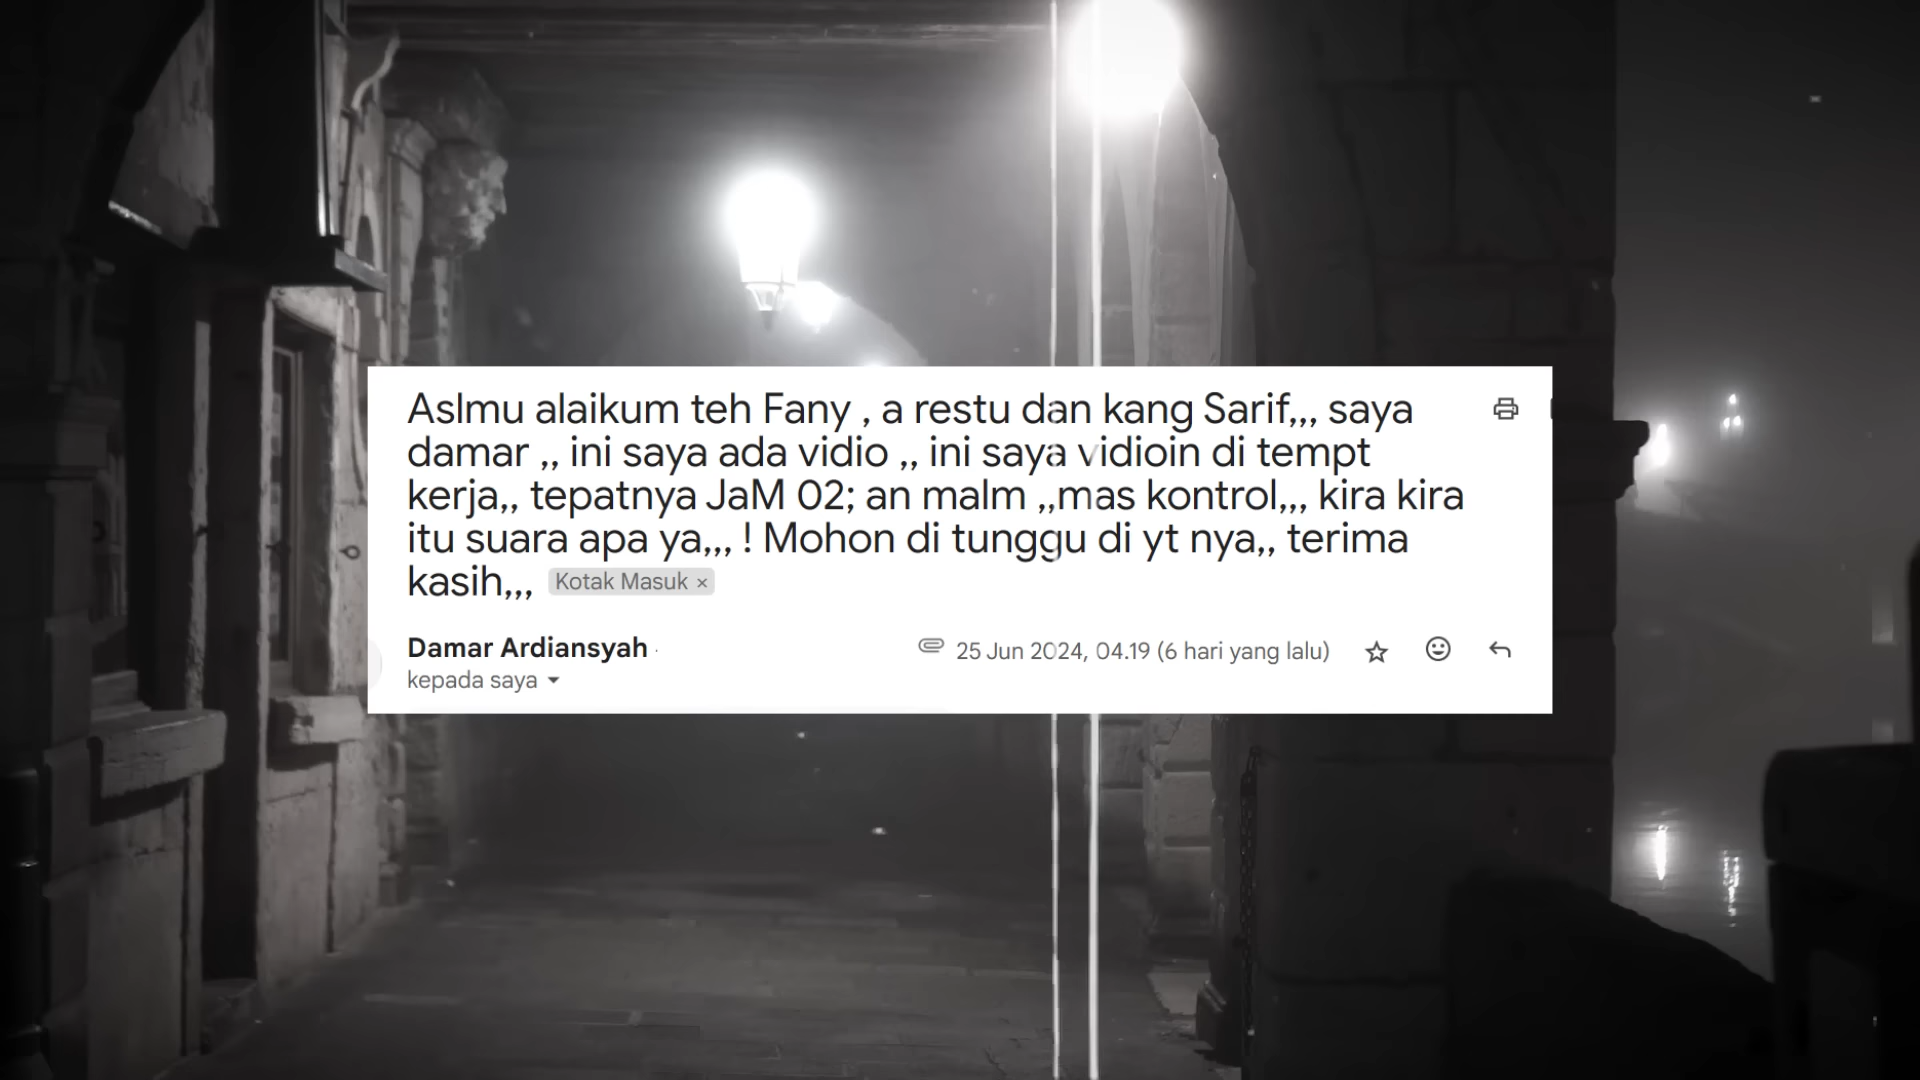 Aslmu alaikum teh Fany , a restu dan kang Sarif,,, saya
damar ,, ini saya ada vidio ,, ini saya vidioin di tempt
kerja,, tepatnya JaM 02; an malm ,,mas kontrol,,, kira kira
itu suara apa ya,,, ! Mohon di tunggu di yt nya,, terima
kasih,,, Kotak Masuk ×
Damar Ardiansyah
25 Jun 2024, 04.19 (6 hari yang lalu)
kepada saya